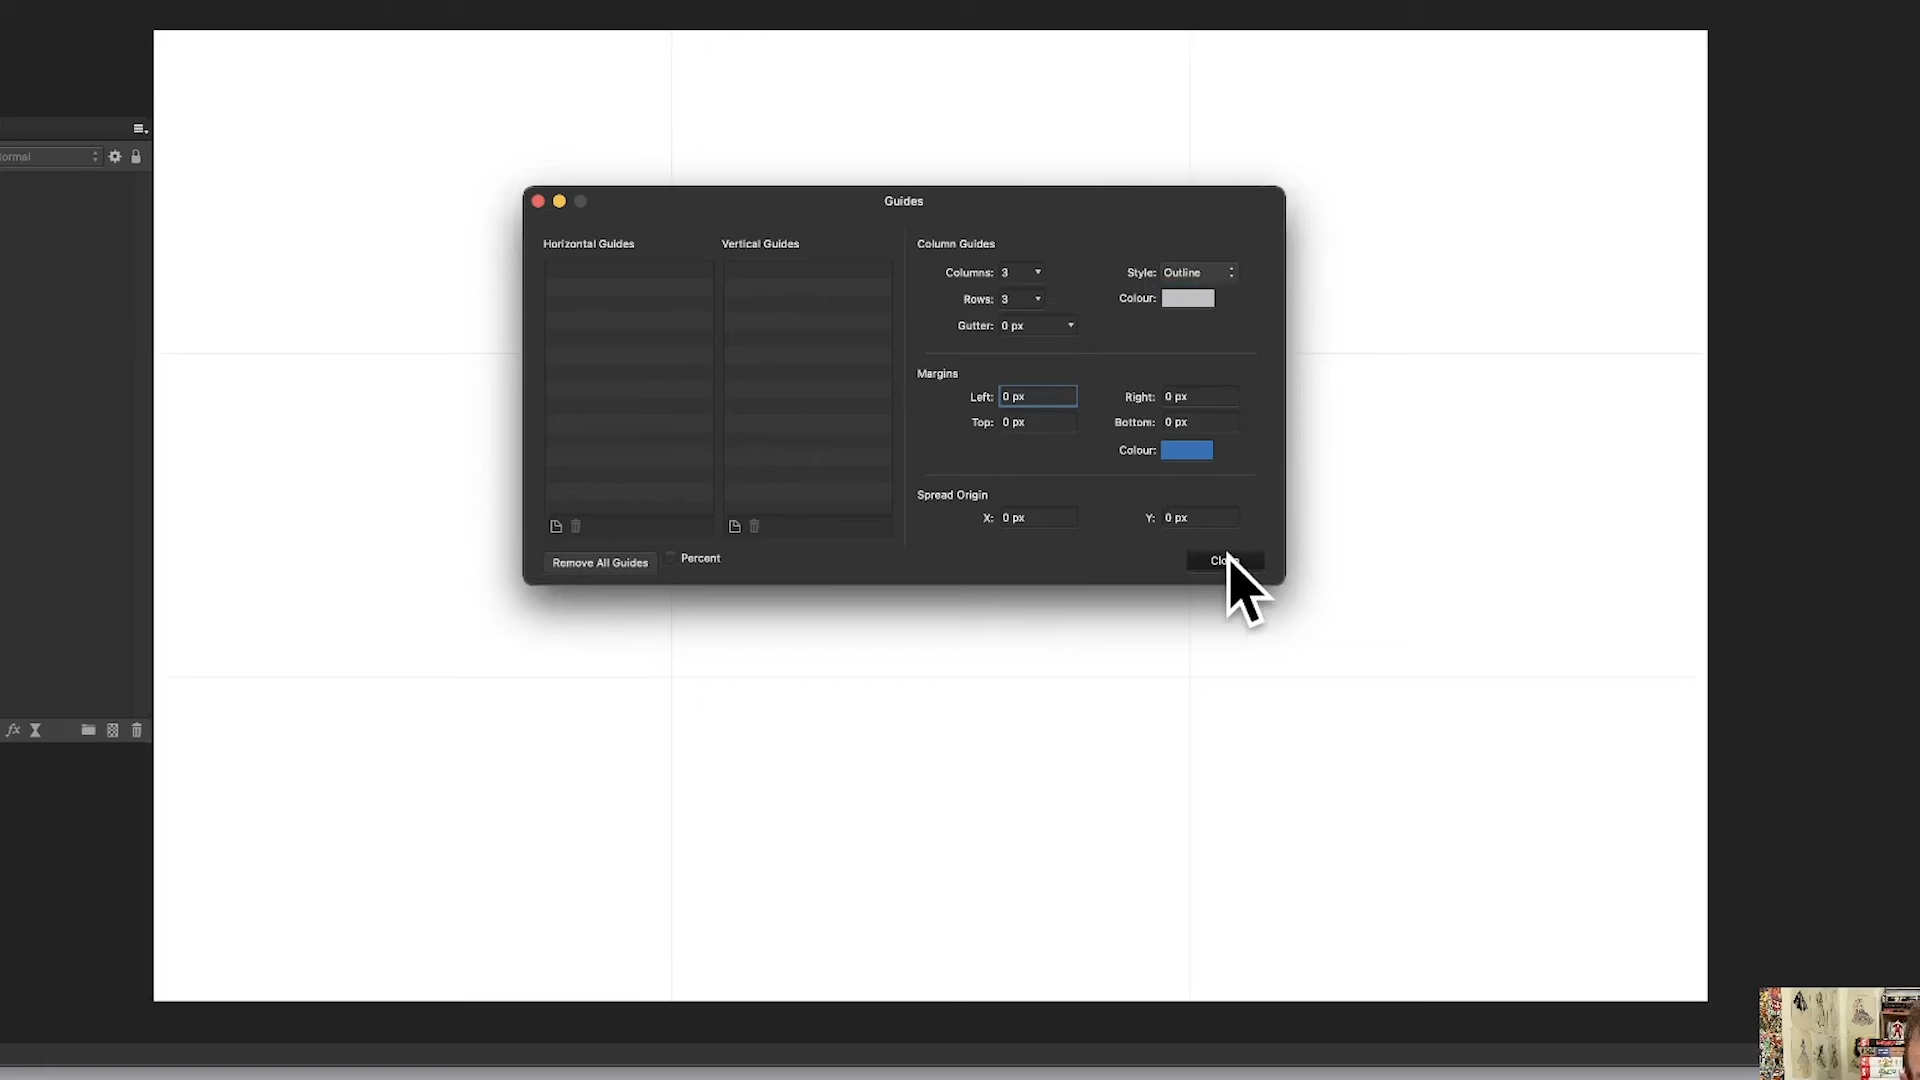 Guides
Horizontal Guides
Vertical Guides
Column Guides
Columns: 3
Style: Outline
Rows: 3
Colour:
Gutter: 0 px
Margins
Left: 0 px
Right: 0 px
Top: 0 px
Bottom: 0 px
Colour:
Spread Origin
X: 0 px
Y: 0 px
Remove All Guides
Percent
fx